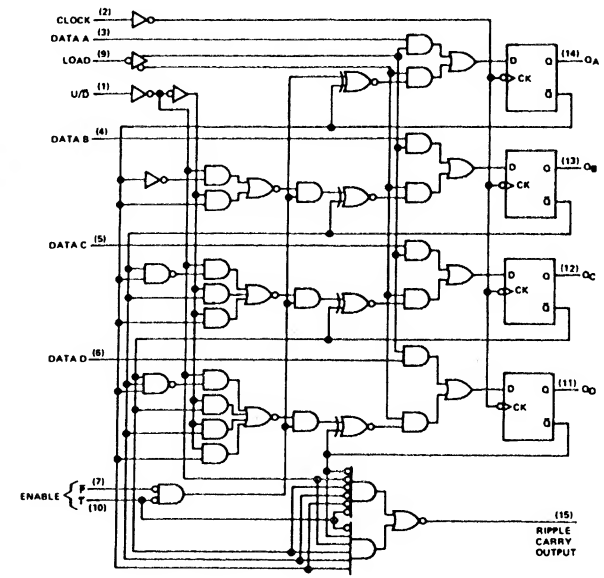 CLOCK (2)
DATA A (3)
LOAD (9)
U/D̅ (1)
D Q (14) QA
CK
Q̅
DATA B (4)
D Q (13) QB
CK
Q̅
DATA C (5)
D Q (12) QC
CK
Q̅
DATA D (6)
D Q (11) QD
CK
Q̅
ENABLE { P̅ (7)
T̅ (10)
(15)
RIPPLE
CARRY
OUTPUT